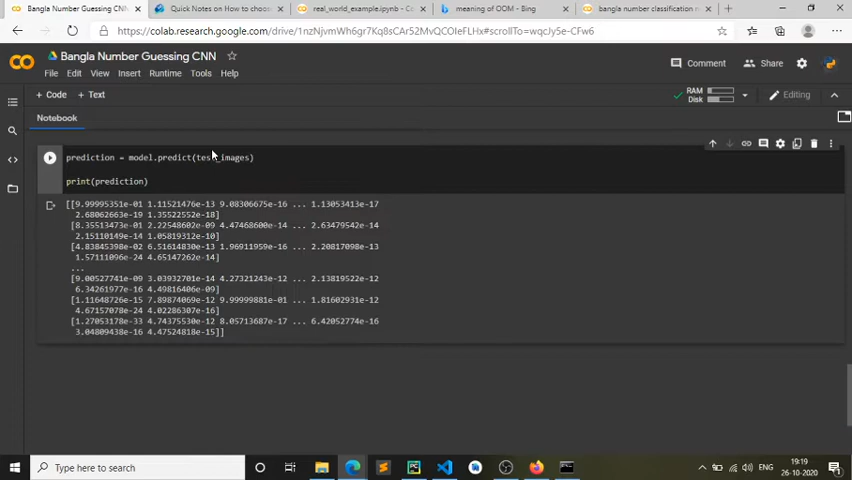 Bangla Number Guessing CNN
Quick Notes on How to choose
real_world_example.ipynb - Co
meaning of OOM - Bing
bangla number classification m
https://colab.research.google.com/drive/1nzNjvmWh6gr7Kq8sCAr52MvQCOusl-eX#scrollTo=wqcJy5e-CFw6
Bangla Number Guessing CNN
Comment
Share
File Edit View Insert Runtime Tools Help
+ Code + Text
RAM
Disk
Editing
Notebook
prediction = model.predict(test_images)
print(prediction)
[[9.99995351e-01 1.11521476e-13 9.08306675e-16 ... 1.13053413e-17
2.68062663e-19 1.35522552e-18]
[8.35513473e-01 2.22548602e-09 4.47468600e-14 ... 2.63479542e-14
2.15110149e-14 1.05819312e-10]
[4.83845398e-02 6.51614830e-13 1.96911959e-16 ... 2.20817098e-13
1.57111096e-24 4.65147262e-14]
...
[9.00527741e-09 3.03932701e-14 4.27321243e-12 ... 2.13819522e-12
6.34264977e-16 4.49816406e-09]
[1.11648725e-15 7.89874069e-12 9.99999881e-01 ... 1.81602931e-12
4.67157078e-24 4.02286307e-16]
[1.27053178e-33 4.74375530e-12 8.05713687e-17 ... 6.42052774e-16
3.04809438e-16 4.47524818e-15]]
Type here to search
ENG
19:19
26-10-2020